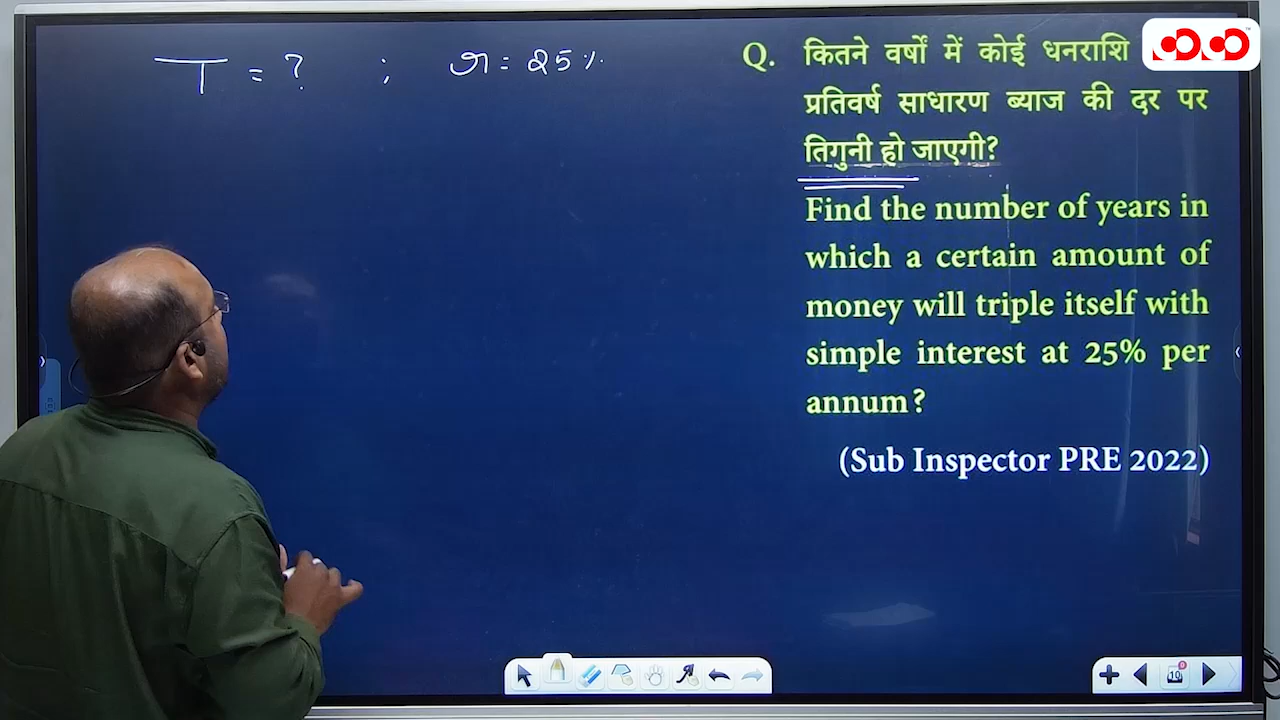 T = ? ; r = 25%
Q. कितने वर्षों में कोई धनराशि
प्रतिवर्ष साधारण ब्याज की दर पर
तिगुनी हो जाएगी?
Find the number of years in
which a certain amount of
money will triple itself with
simple interest at 25% per
annum?
(Sub Inspector PRE 2022)